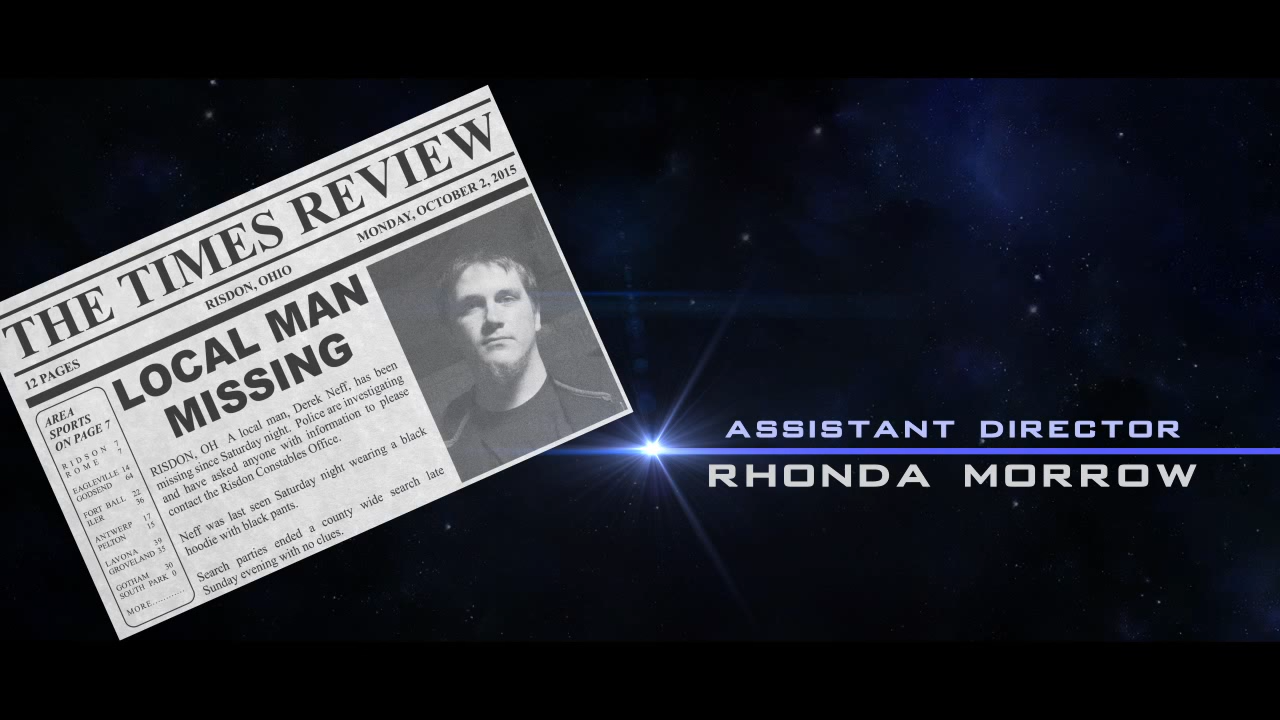 THE TIMES REVIEW
12 PAGES RISDON, OHIO MONDAY, OCTOBER 2, 2015
AREA
SPORTS
ON PAGE 7
RIDSON 7
ROME 7
EAGLEVILLE 14
GODSEND 64
FORT BALL 22
ILER 36
ANTWERP 17
PELTON 15
LAVONA 39
GROVELAND 35
GOTHAM 30
SOUTH PARK 0
MORE............
LOCAL MAN
MISSING
RISDON, OH A local man, Derek Neff, has been
missing since Saturday night. Police are investigating
and have asked anyone with information to please
contact the Risdon Constables Office.
Neff was last seen Saturday night wearing a black
hoodie with black pants.
Search parties ended a county wide search late
Sunday evening with no clues.
ASSISTANT DIRECTOR
RHONDA MORROW